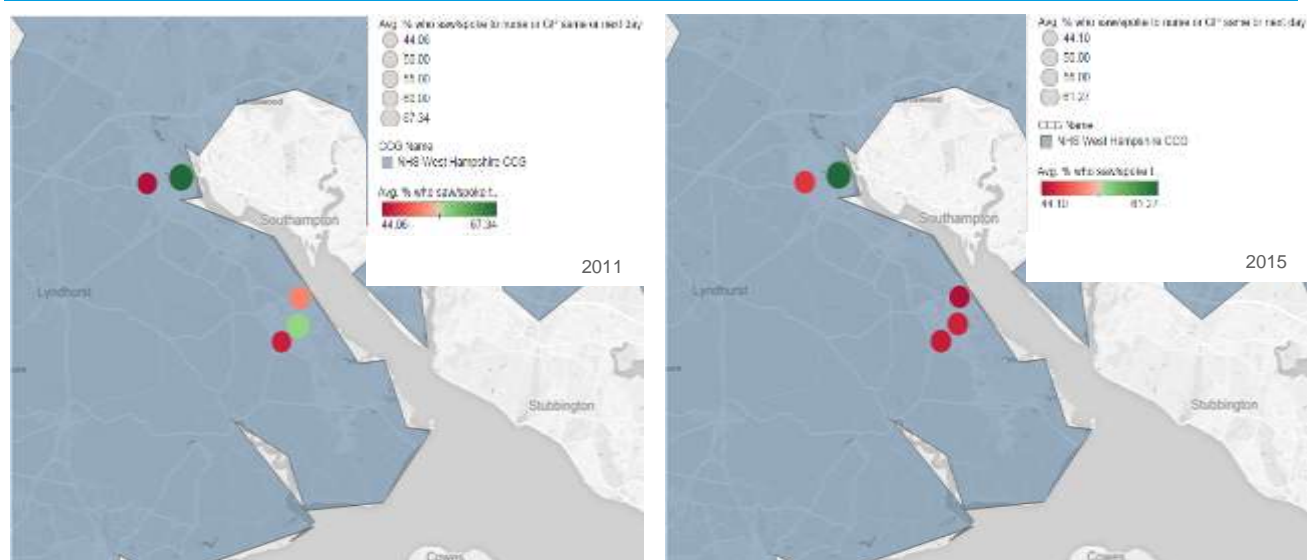 Avg. % who saw/spoke to nurse or GP same or next day
44.06
50.00
55.00
67.34
CCG Name
NHS West Hampshire CCG
Avg. % who saw/spoke t..
44.06 67.34
2011
Southampton
Lyndhurst
Stubbington
Cowes
Avg. % who saw/spoke to nurse or GP same or next day
44.10
50.00
55.00
61.27
CCG Name
NHS West Hampshire CCG
Avg. % who saw/spoke t..
44.10 61.27
2015
Southampton
Lyndhurst
Stubbington
Cowes